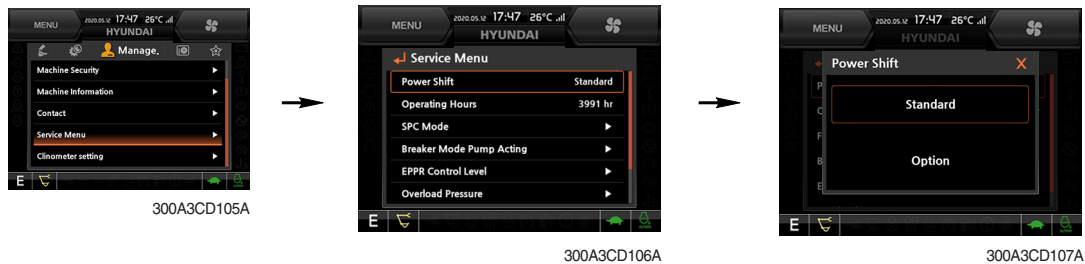 MENU
2020.05.12 17:47 26°C
HYUNDAI
Manage.
Machine Security
Machine Information
Contact
Service Menu
Clinometer setting
E
300A3CD105A
MENU
2020.05.12 17:47 26°C
HYUNDAI
Service Menu
Power Shift Standard
Operating Hours 3991 hr
SPC Mode
Breaker Mode Pump Acting
EPPR Control Level
Overload Pressure
E
300A3CD106A
MENU
2020.05.12 17:47 26°C
HYUNDAI
Power Shift X
Standard
Option
E
300A3CD107A